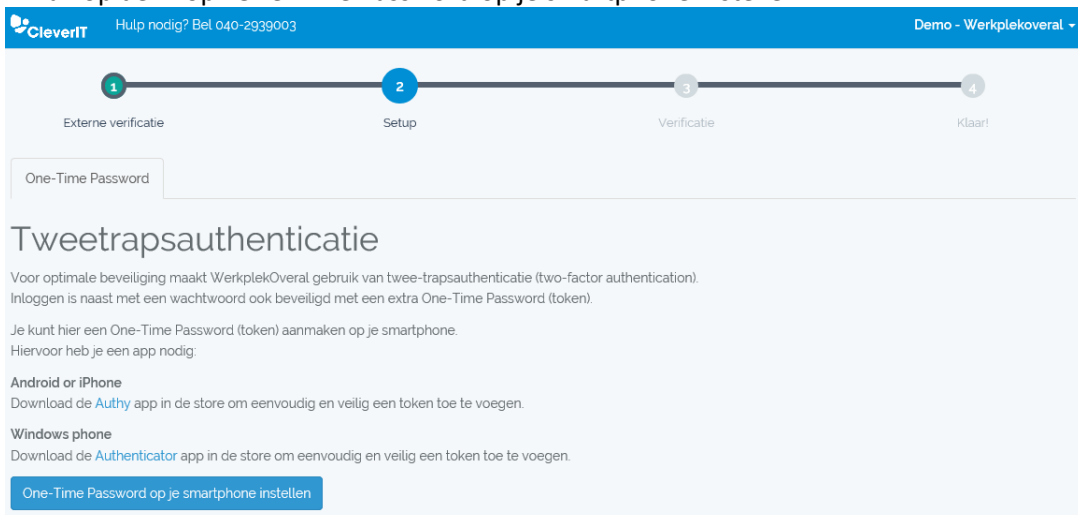 CleverIT Hulp nodig? Bel 040-2939003 Demo - Werkplekoveral
1 2 3 4
Externe verificatie Setup Verificatie Klaar!
One-Time Password
Tweetrapsauthenticatie
Voor optimale beveiliging maakt WerkplekOveral gebruik van twee-trapsauthenticatie (two-factor authentication).
Inloggen is naast met een wachtwoord ook beveiligd met een extra One-Time Password (token).
Je kunt hier een One-Time Password (token) aanmaken op je smartphone.
Hiervoor heb je een app nodig:
Android or iPhone
Download de Authy app in de store om eenvoudig en veilig een token toe te voegen.
Windows phone
Download de Authenticator app in de store om eenvoudig en veilig een token toe te voegen.
One-Time Password op je smartphone instellen